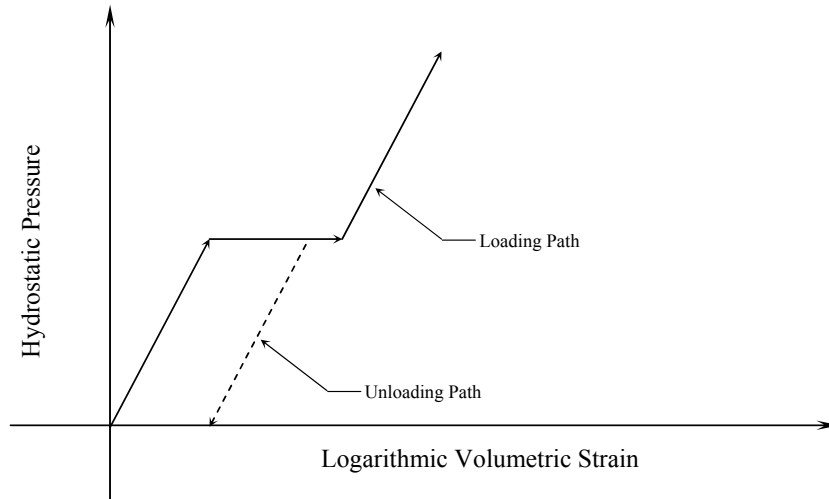 Hydrostatic Pressure
Loading Path
Unloading Path
Logarithmic Volumetric Strain